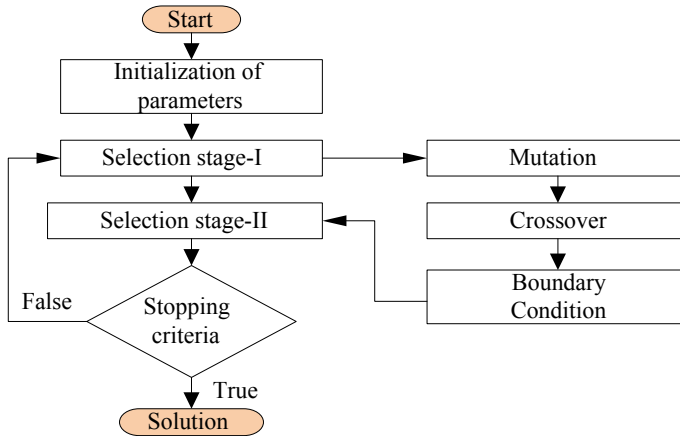 Start
Initialization of
parameters
Selection stage-I
Mutation
Selection stage-II
Crossover
Boundary
Condition
False
Stopping
criteria
True
Solution